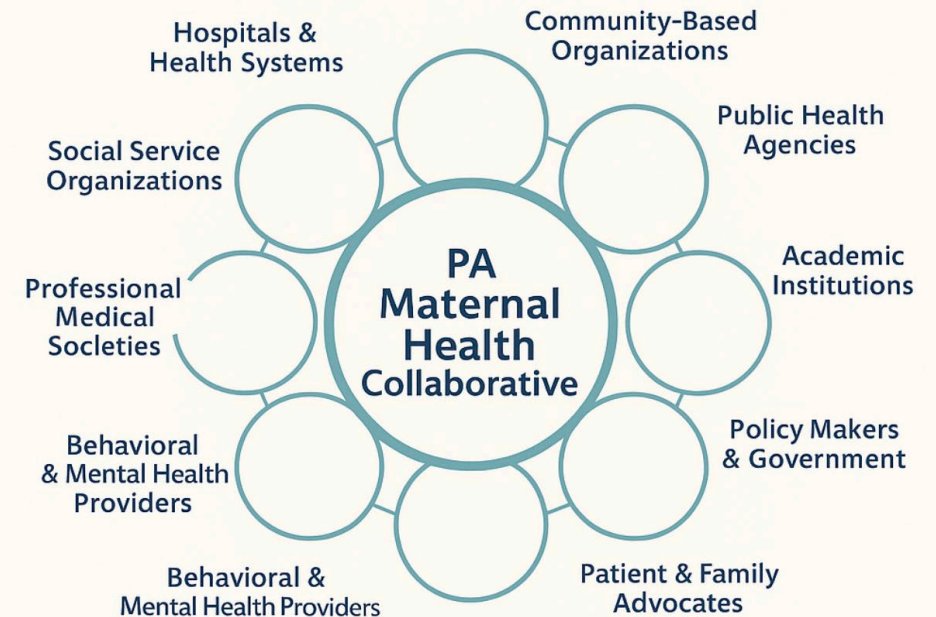 Hospitals &
Health Systems
Community-Based
Organizations
Public Health
Agencies
Social Service
Organizations
Academic
Institutions
Professional
Medical
Socleties
PA
Maternal
Health
Collaborative
Policy Makers
& Government
Behavioral
& Mental Health
Providers
Behavioral &
Mental Health Providers
Patient & Family
Advocates